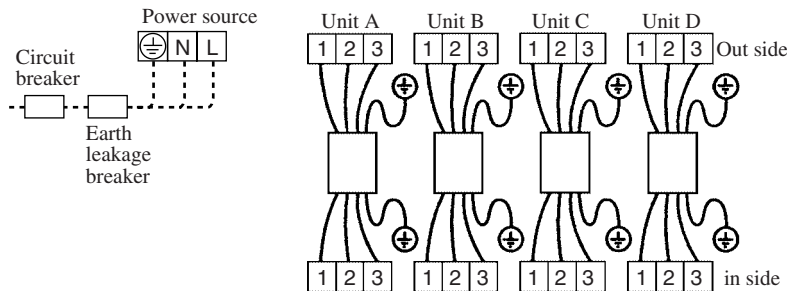 Power source
N L
Circuit
breaker
Earth
leakage
breaker
Unit A Unit B Unit C Unit D
1 2 3 1 2 3 1 2 3 1 2 3 Out side
1 2 3 1 2 3 1 2 3 1 2 3 in side